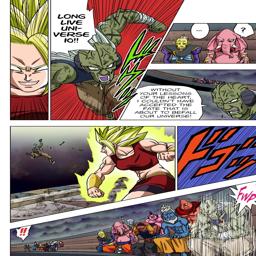 LONG
LIVE
UNI-
VERSE
10!!
...
?
WITHOUT
YOUR LESSONS
OF THE HEART,
I COULDN'T HAVE
ACCEPTED THE
FATE THAT IS
ABOUT TO BEFALL
OUR UNIVERSE!
FWP
!!